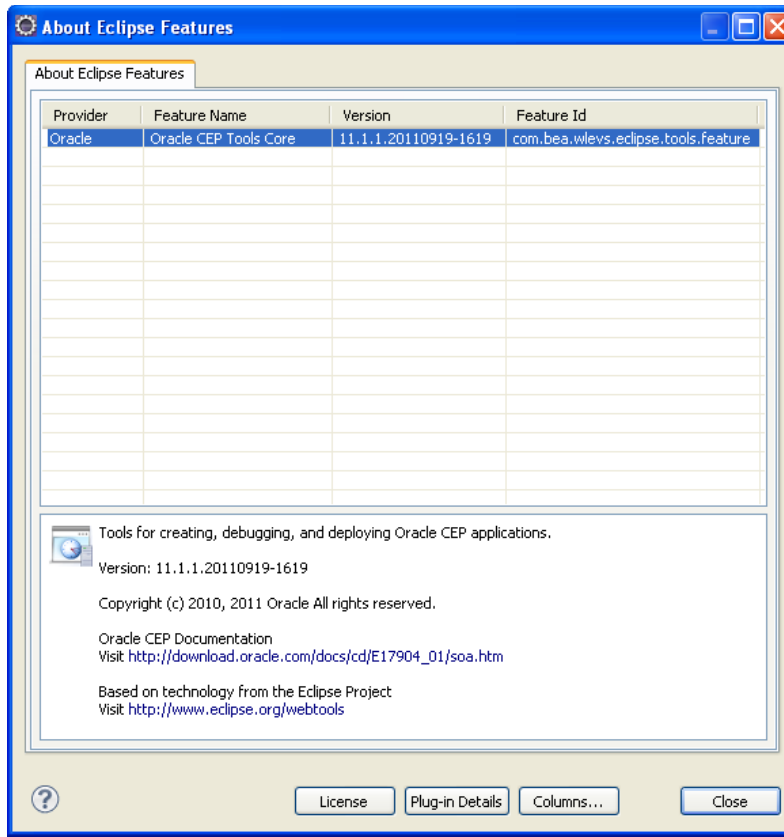 About Eclipse Features
About Eclipse Features
Provider Feature Name Version Feature Id
Oracle Oracle CEP Tools Core 11.1.1.20110919-1619 com.bea.wlevs.eclipse.tools.feature
Tools for creating, debugging, and deploying Oracle CEP applications.
Version: 11.1.1.20110919-1619
Copyright (c) 2010, 2011 Oracle All rights reserved.
Oracle CEP Documentation
Visit http://download.oracle.com/docs/cd/E17904_01/soa.htm
Based on technology from the Eclipse Project
Visit http://www.eclipse.org/webtools
? License Plug-in Details Columns... Close